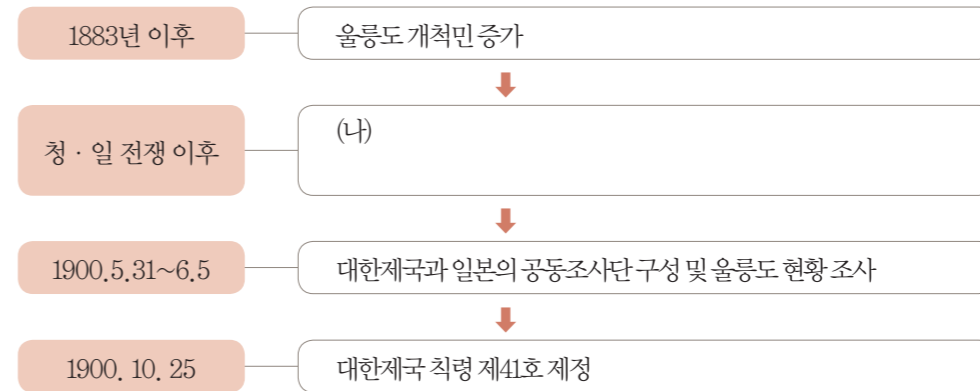 1883년 이후
울릉도 개척민 증가
청 · 일 전쟁 이후
(나)
1900.5.31~6.5
대한제국과 일본의 공동조사단 구성 및 울릉도 현황 조사
1900. 10. 25
대한제국 칙령 제41호 제정